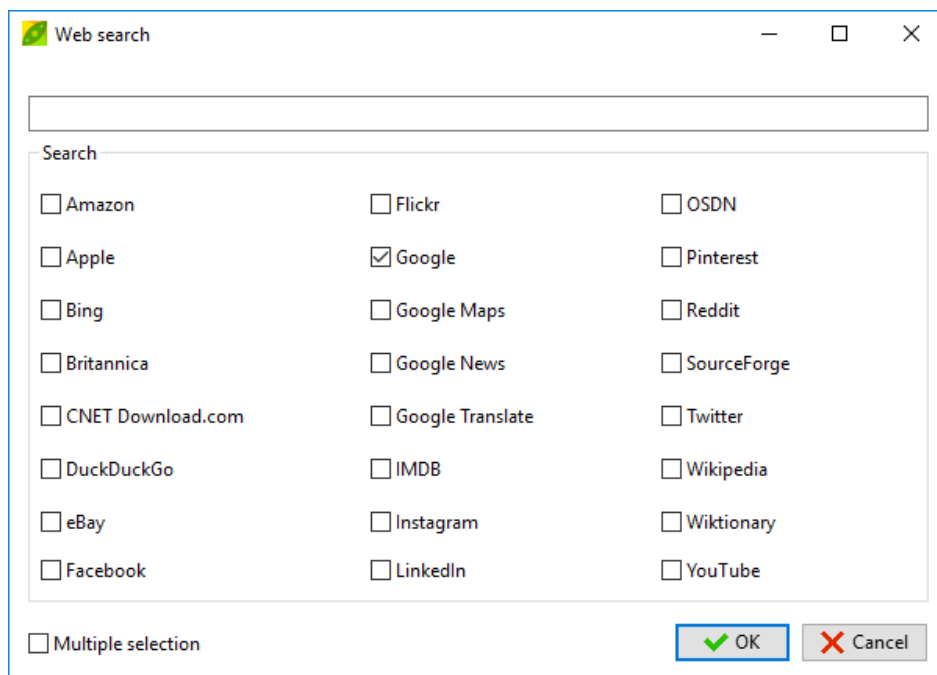 Web search
Search
Amazon Flickr OSDN
Apple Google Pinterest
Bing Google Maps Reddit
Britannica Google News SourceForge
CNET Download.com Google Translate Twitter
DuckDuckGo IMDB Wikipedia
eBay Instagram Wiktionary
Facebook LinkedIn YouTube
Multiple selection OK Cancel